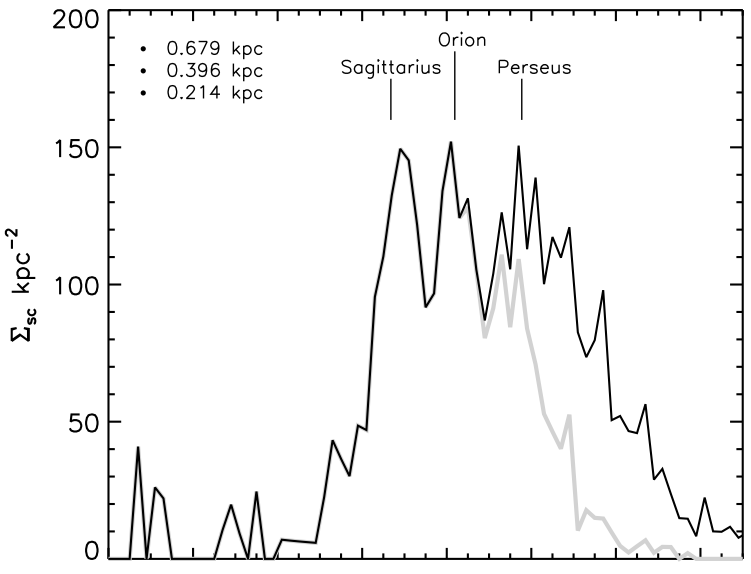 200
Orion
• 0.679 kpc
Sagittarius
Perseus
• 0.396 kpc
• 0.214 kpc
150
Σsc kpc⁻²
100
50
0